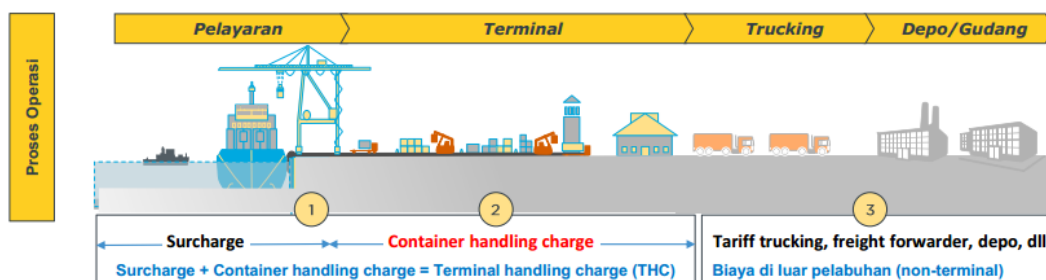 Proses Operasi
Pelayaran
Terminal
Trucking
Depo/Gudang
1
2
3
Surcharge
Container handling charge
Tariff trucking, freight forwarder, depo, dll
Surcharge + Container handling charge = Terminal handling charge (THC)
Biaya di luar pelabuhan (non-terminal)